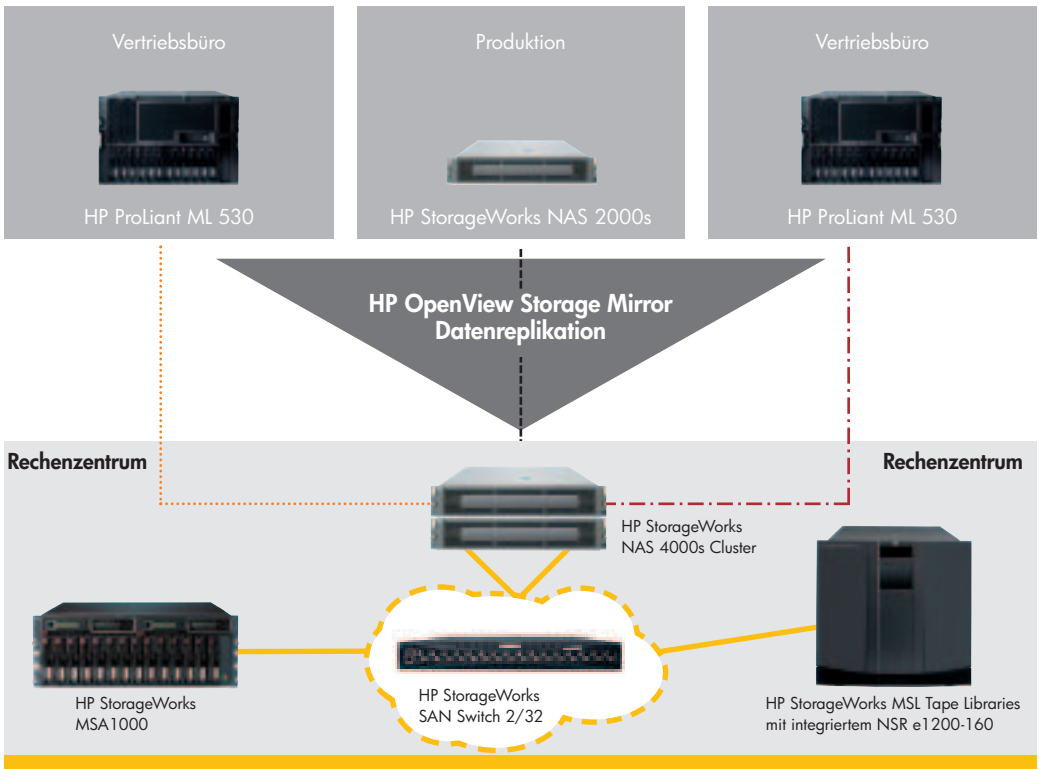 Vertriebsbüro
Produktion
Vertriebsbüro
HP ProLiant ML 530
HP StorageWorks NAS 2000s
HP ProLiant ML 530
HP OpenView Storage Mirror
Datenreplikation
Rechenzentrum
Rechenzentrum
HP StorageWorks
NAS 4000s Cluster
HP StorageWorks
MSA1000
HP StorageWorks
SAN Switch 2/32
HP StorageWorks MSL Tape Libraries
mit integriertem NSR e1200-160